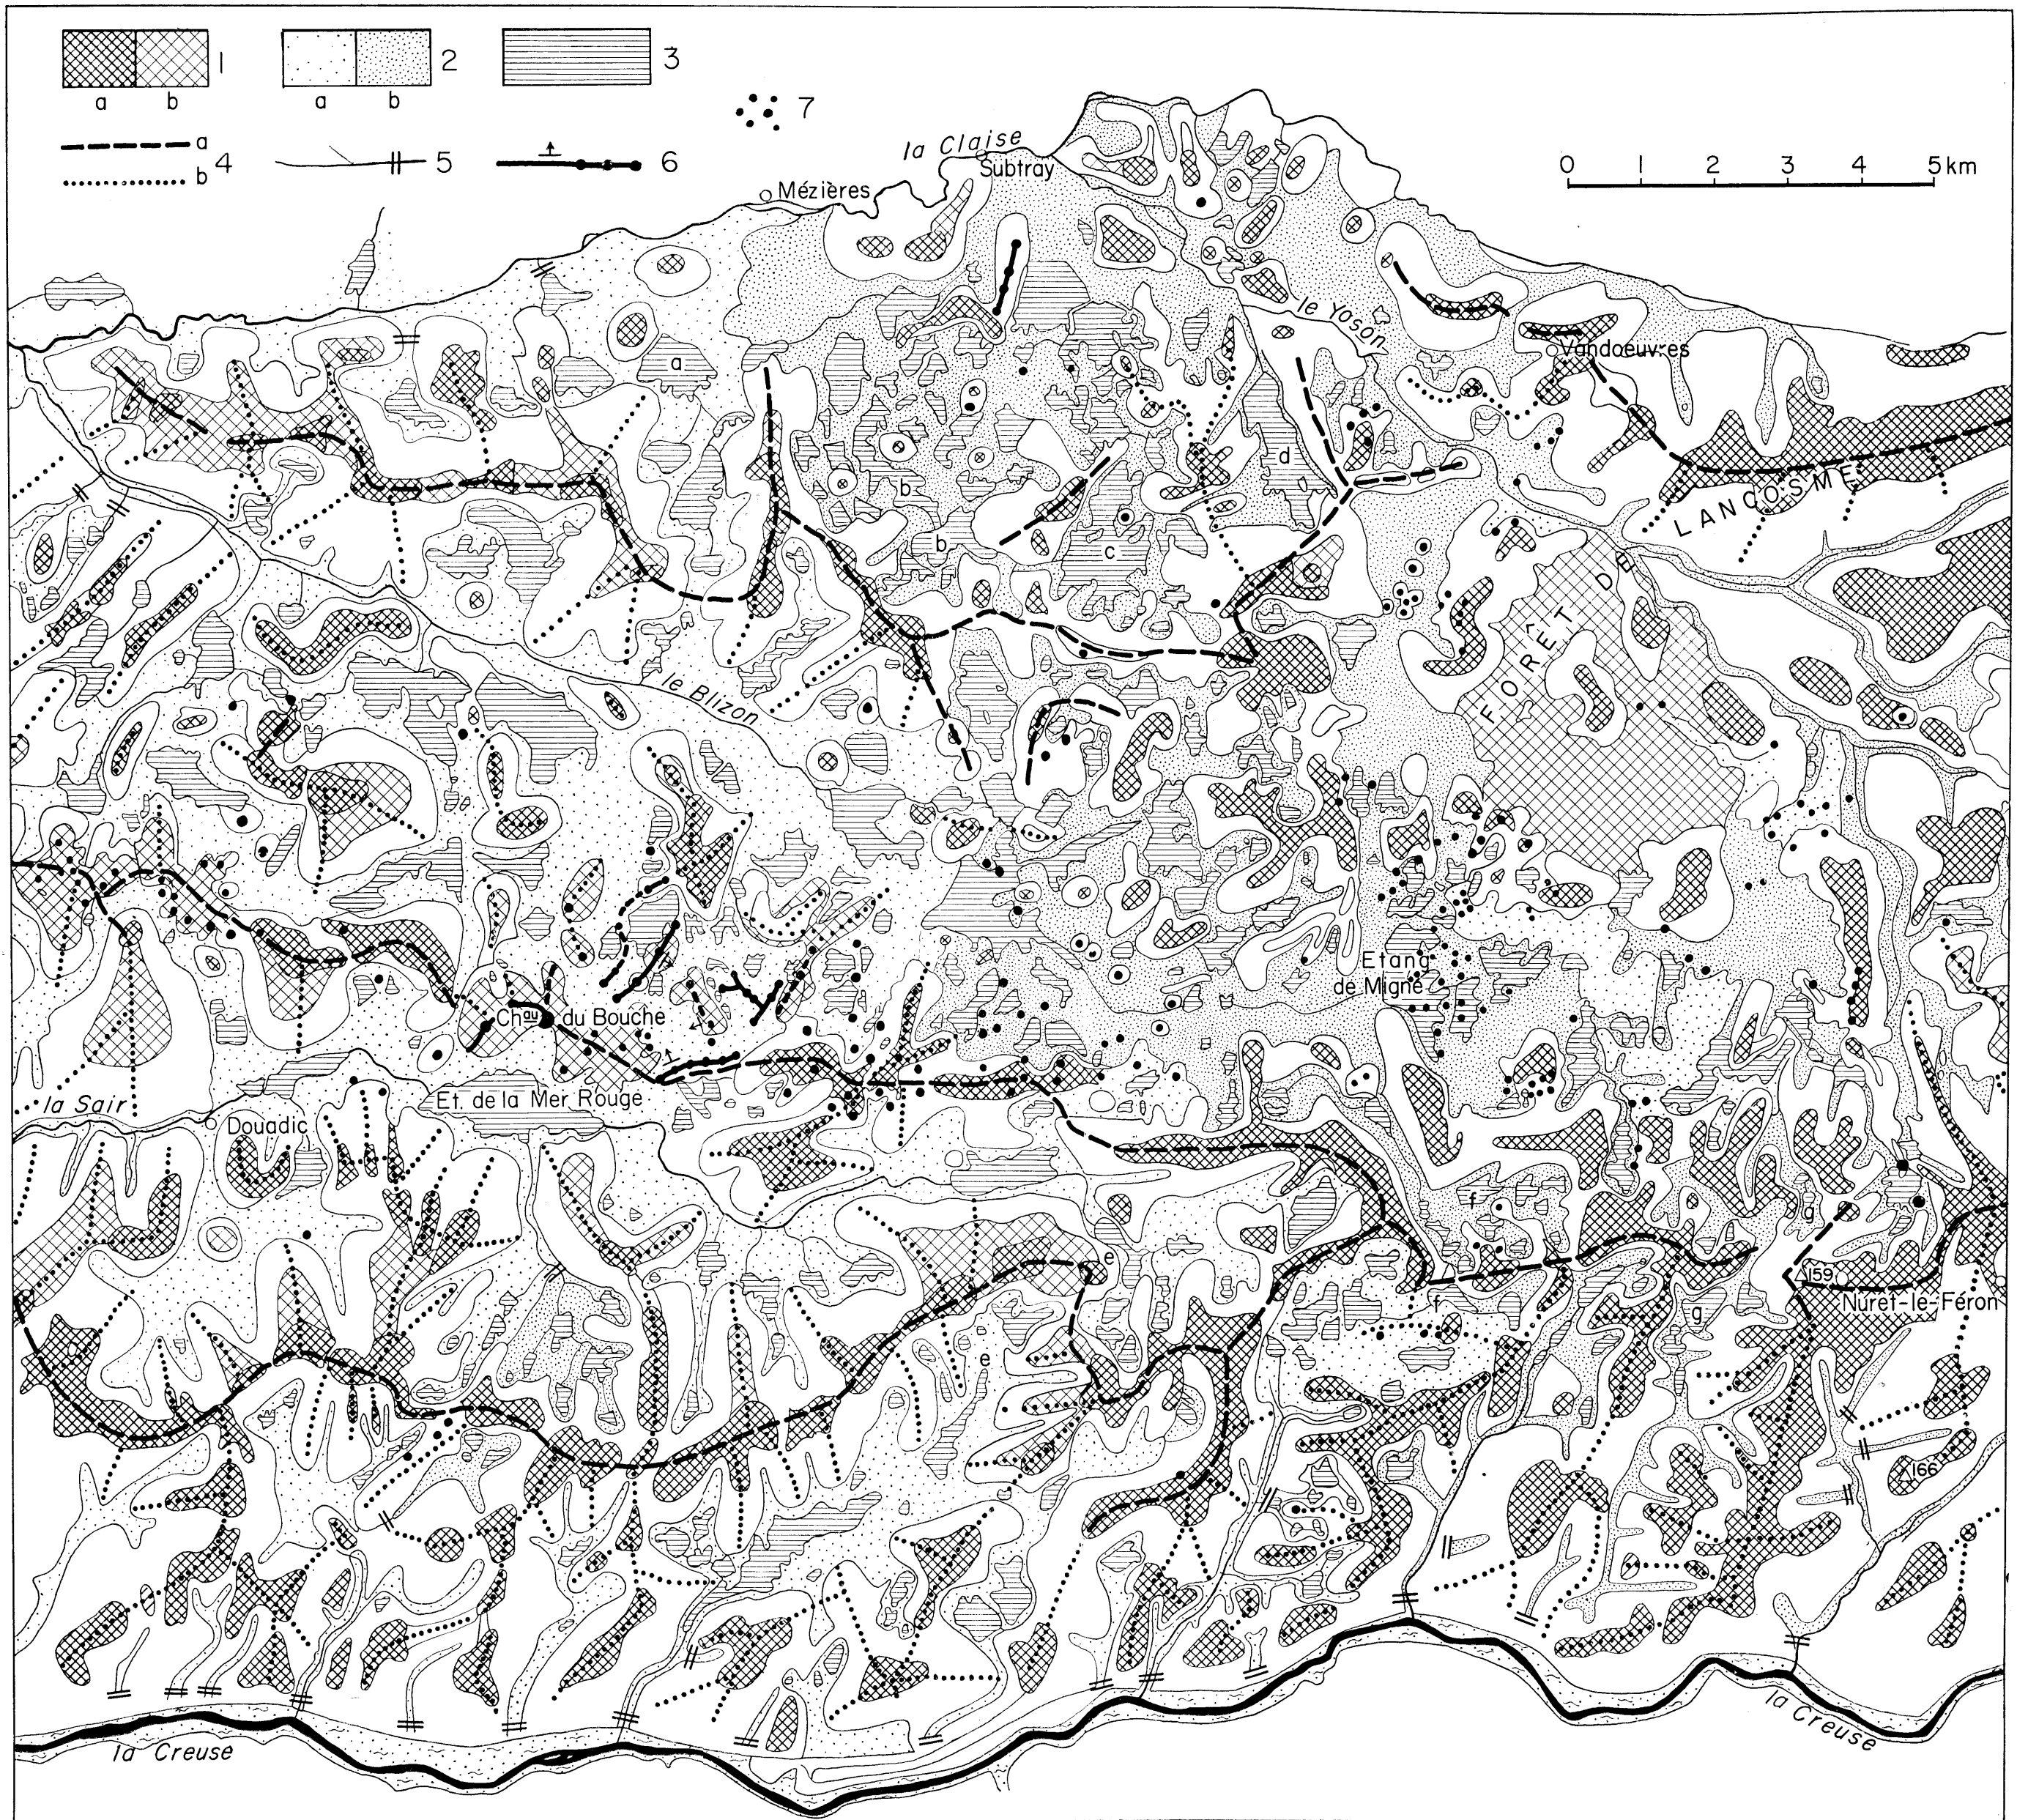 1
a b
2
a b
3
4
a
b
5
6
7
0 1 2 3 4 5 km
la Claise
Subtray
Mézières
le Yoson
Vandoeuvres
a
b
d
b
c
LANCOSME
FORÊT DE
le Blizon
Etang
de Migné
Chau du Bouche
Et. de la Mer Rouge
la Sair
Douadic
f
g
e
159
f
g
Nuret-le-Féron
e
166
la Creuse
la Creuse